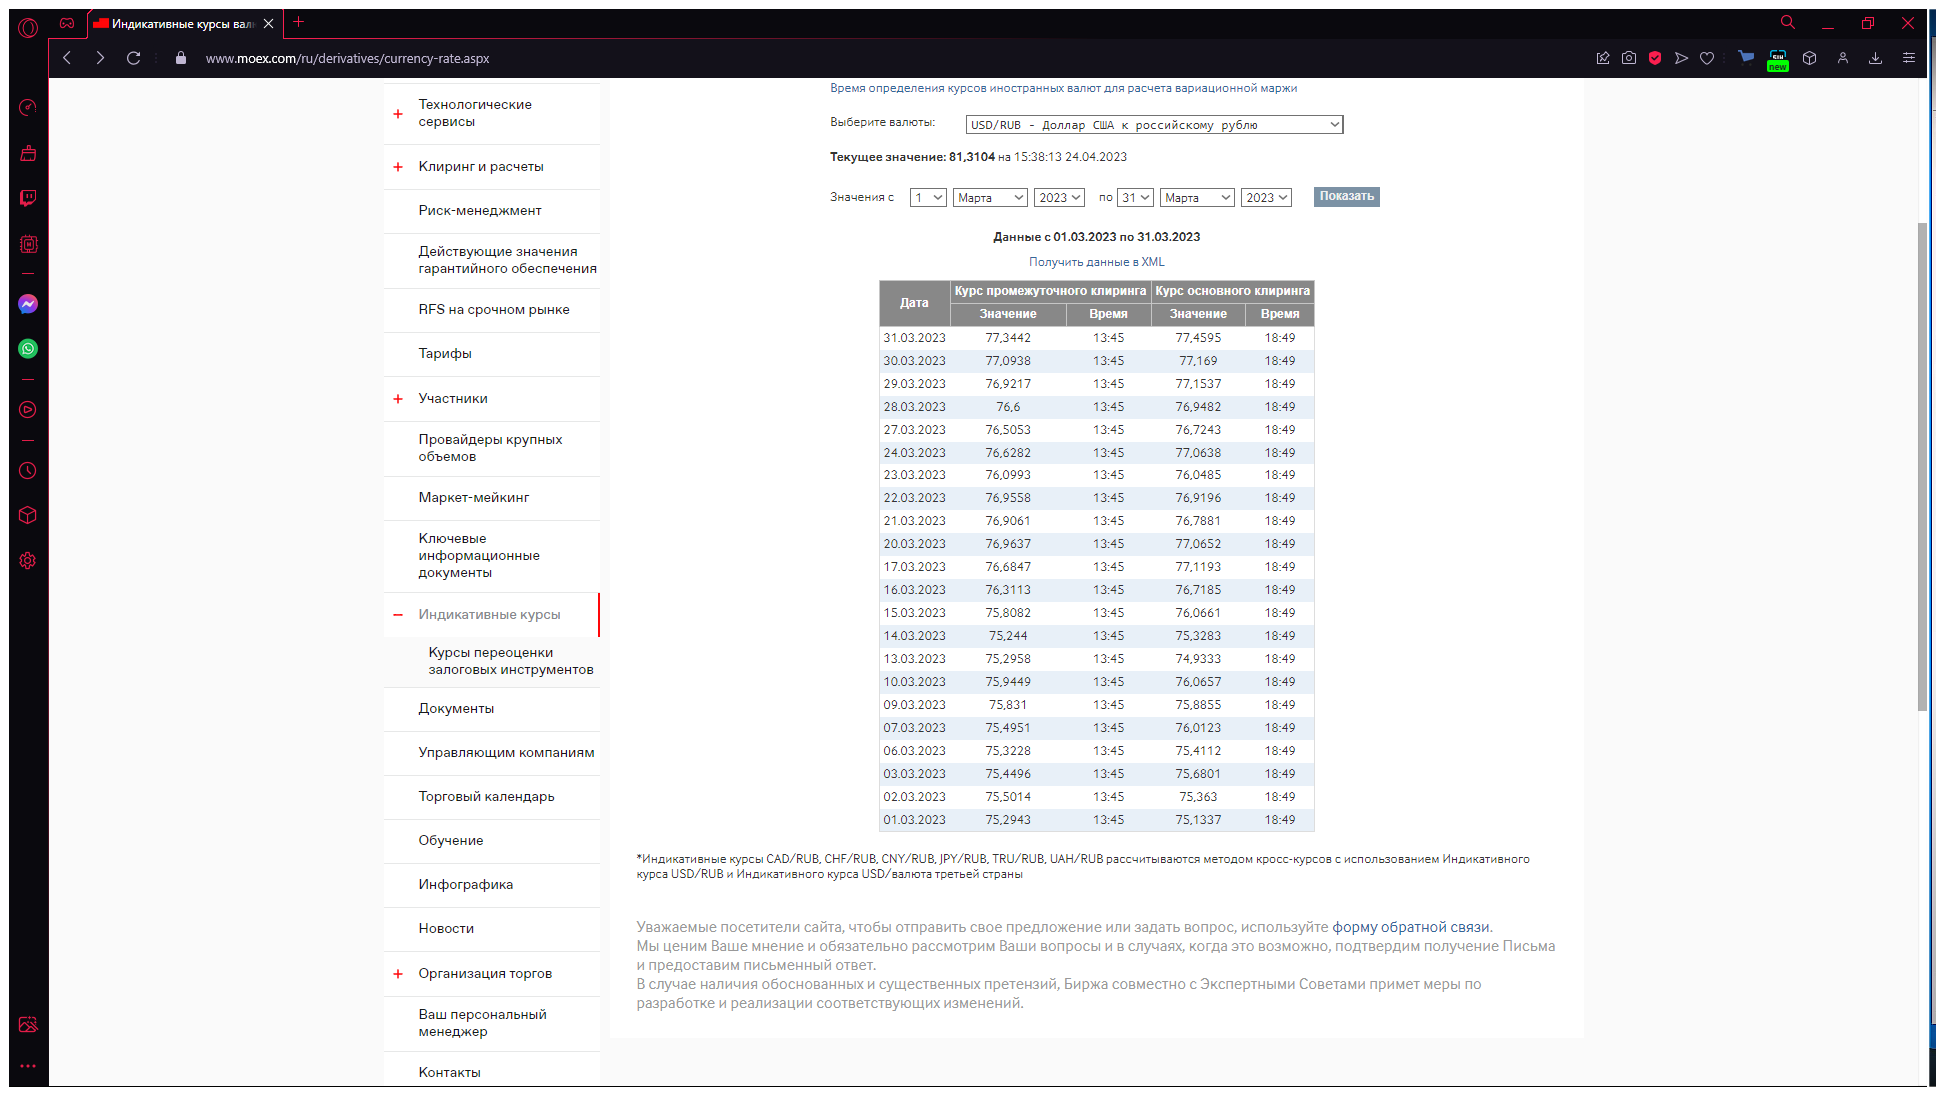 Индикативные курсы вал
www.moex.com/ru/derivatives/currency-rate.aspx
new
Технологические
сервисы
Клиринг и расчеты
Риск-менеджмент
Действующие значения
гарантийного обеспечения
RFS на срочном рынке
Тарифы
Участники
Провайдеры крупных
объемов
Маркет-мейкинг
Ключевые
информационные
документы
Индикативные курсы
Курсы переоценки
залоговых инструментов
Документы
Управляющим компаниям
Торговый календарь
Обучение
Инфографика
Новости
Организация торгов
Ваш персональный
менеджер
Контакты
Время определения курсов иностранных валют для расчета вариационной маржи
Выберите валюты: USD/RUB - Доллар США к российскому рублю
Текущее значение: 81,3104 на 15:38:13 24.04.2023
Значения с 1 Марта 2023 по 31 Марта 2023 Показать
Данные с 01.03.2023 по 31.03.2023
Получить данные в XML
Дата Курс промежуточного клиринга Курс основного клиринга
Значение Время Значение Время
31.03.2023 77,3442 13:45 77,4595 18:49
30.03.2023 77,0938 13:45 77,169 18:49
29.03.2023 76,9217 13:45 77,1537 18:49
28.03.2023 76,6 13:45 76,9482 18:49
27.03.2023 76,5053 13:45 76,7243 18:49
24.03.2023 76,6282 13:45 77,0638 18:49
23.03.2023 76,0993 13:45 76,0485 18:49
22.03.2023 76,9558 13:45 76,9196 18:49
21.03.2023 76,9061 13:45 76,7881 18:49
20.03.2023 76,9637 13:45 77,0652 18:49
17.03.2023 76,6847 13:45 77,1193 18:49
16.03.2023 76,3113 13:45 76,7185 18:49
15.03.2023 75,8082 13:45 76,0661 18:49
14.03.2023 75,244 13:45 75,3283 18:49
13.03.2023 75,2958 13:45 74,9333 18:49
10.03.2023 75,9449 13:45 76,0657 18:49
09.03.2023 75,831 13:45 75,8855 18:49
07.03.2023 75,4951 13:45 76,0123 18:49
06.03.2023 75,3228 13:45 75,4112 18:49
03.03.2023 75,4496 13:45 75,6801 18:49
02.03.2023 75,5014 13:45 75,363 18:49
01.03.2023 75,2943 13:45 75,1337 18:49
*Индикативные курсы CAD/RUB, CHF/RUB, CNY/RUB, JPY/RUB, TRU/RUB, UAH/RUB рассчитываются методом кросс-курсов с использованием Индикативного
курса USD/RUB и Индикативного курса USD/валюта третьей страны
Уважаемые посетители сайта, чтобы отправить свое предложение или задать вопрос, используйте форму обратной связи.
Мы ценим Ваше мнение и обязательно рассмотрим Ваши вопросы и в случаях, когда это возможно, подтвердим получение Письма
и предоставим письменный ответ.
В случае наличия обоснованных и существенных претензий, Биржа совместно с Экспертными Советами примет меры по
разработке и реализации соответствующих изменений.